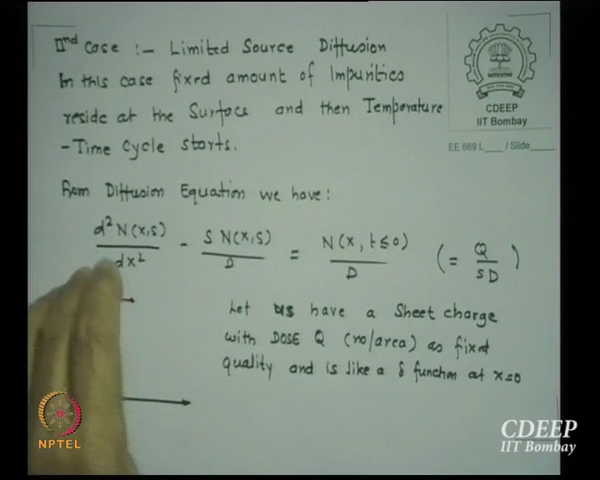 IInd Case :- Limited Source Diffusion
In this case fixed amount of Impurities
reside at the Surface and then Temperature
-Time Cycle starts.
CDEEP
IIT Bombay
EE 669 L___ / Slide___
From Diffusion Equation we have:
d²N(x,s)/dx² - s N(x,s)/D = N(x, t≤0)/D (= Q/sD)
Let us have a Sheet charge
with DOSE Q (no/area) as fixed
quality and is like a δ function at x=0
NPTEL
CDEEP
IIT Bombay